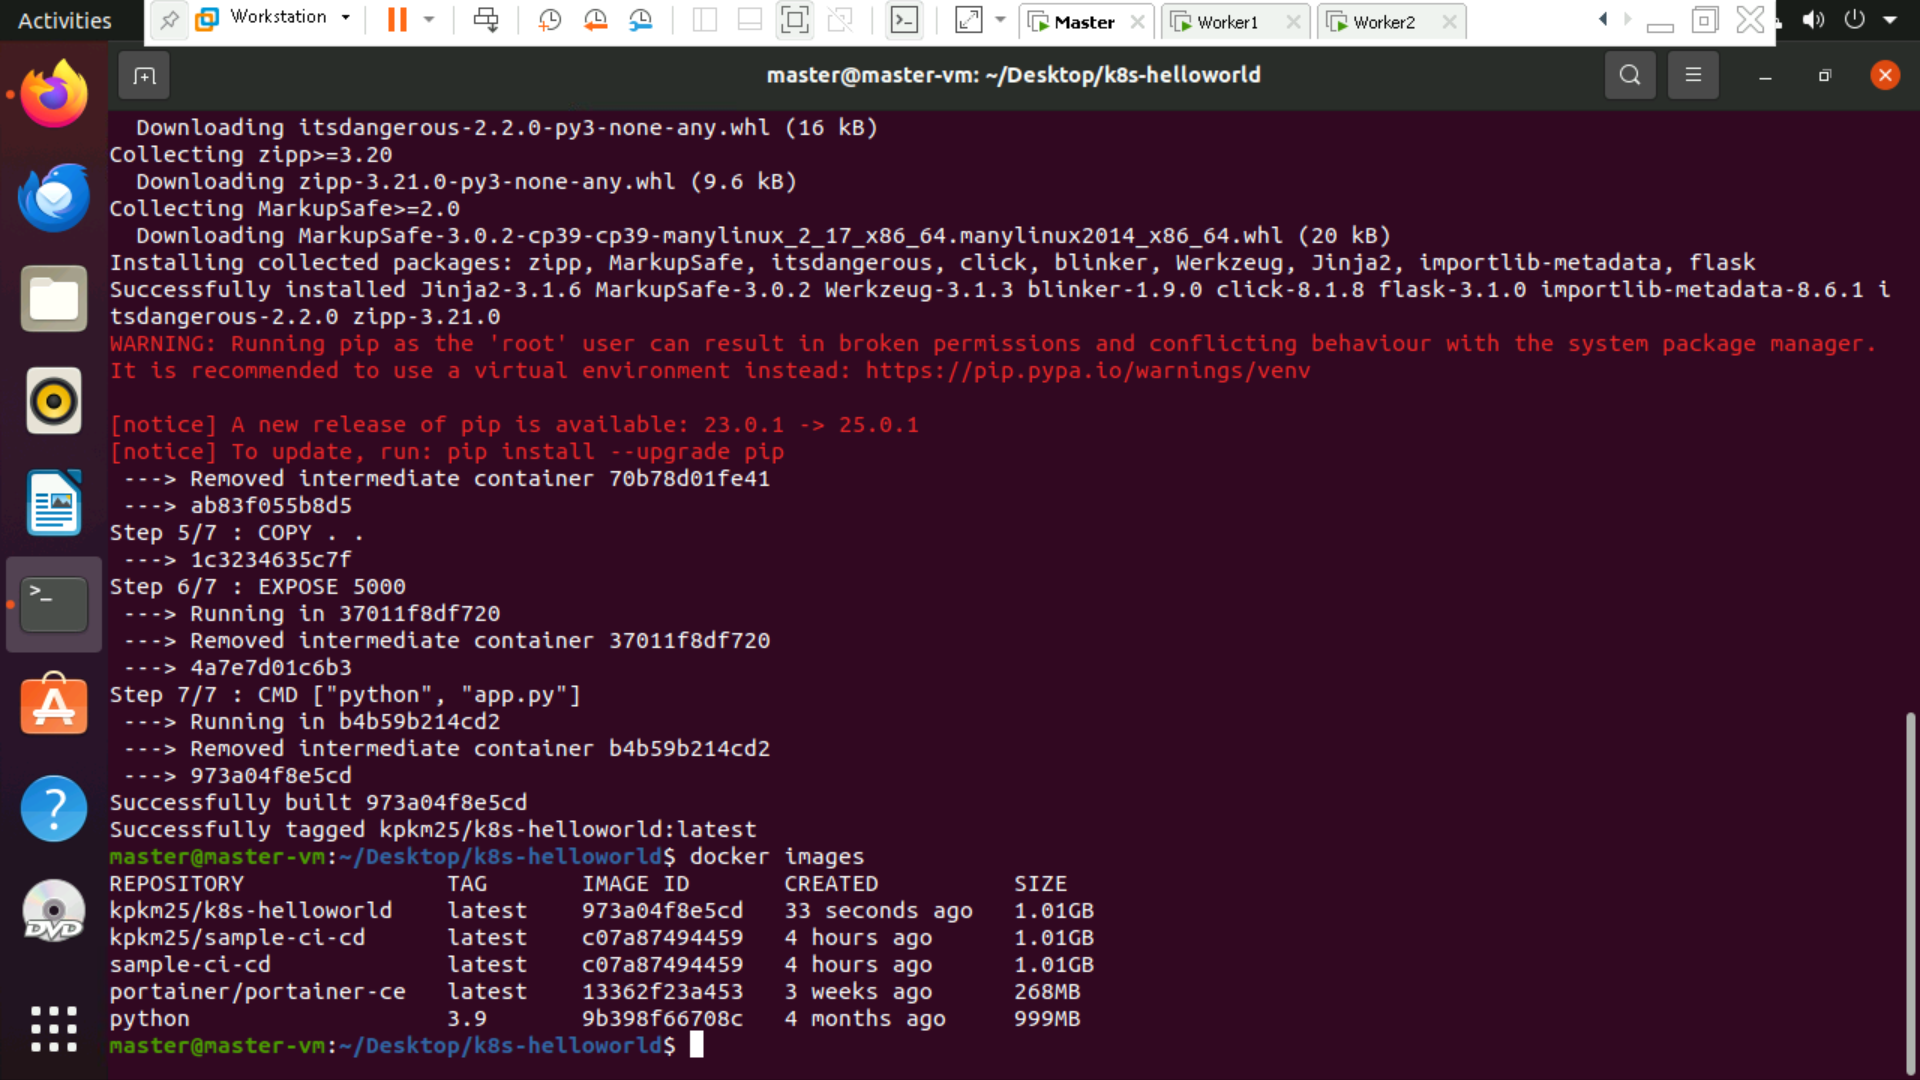 Activities
Workstation
Master
Worker1
Worker2
master@master-vm: ~/Desktop/k8s-helloworld
Downloading itsdangerous-2.2.0-py3-none-any.whl (16 kB)
Collecting zipp>=3.20
Downloading zipp-3.21.0-py3-none-any.whl (9.6 kB)
Collecting MarkupSafe>=2.0
Downloading MarkupSafe-3.0.2-cp39-cp39-manylinux_2_17_x86_64.manylinux2014_x86_64.whl (20 kB)
Installing collected packages: zipp, MarkupSafe, itsdangerous, click, blinker, Werkzeug, Jinja2, importlib-metadata, flask
Successfully installed Jinja2-3.1.6 MarkupSafe-3.0.2 Werkzeug-3.1.3 blinker-1.9.0 click-8.1.8 flask-3.1.0 importlib-metadata-8.6.1 i
tsdangerous-2.2.0 zipp-3.21.0
WARNING: Running pip as the 'root' user can result in broken permissions and conflicting behaviour with the system package manager.
It is recommended to use a virtual environment instead: https://pip.pypa.io/warnings/venv
[notice] A new release of pip is available: 23.0.1 -> 25.0.1
[notice] To update, run: pip install --upgrade pip
---> Removed intermediate container 70b78d01fe41
---> ab83f055b8d5
Step 5/7 : COPY . .
---> 1c3234635c7f
Step 6/7 : EXPOSE 5000
---> Running in 37011f8df720
---> Removed intermediate container 37011f8df720
---> 4a7e7d01c6b3
Step 7/7 : CMD ["python", "app.py"]
---> Running in b4b59b214cd2
---> Removed intermediate container b4b59b214cd2
---> 973a04f8e5cd
Successfully built 973a04f8e5cd
Successfully tagged kpkm25/k8s-helloworld:latest
master@master-vm:~/Desktop/k8s-helloworld$ docker images
REPOSITORY TAG IMAGE ID CREATED SIZE
kpkm25/k8s-helloworld latest 973a04f8e5cd 33 seconds ago 1.01GB
kpkm25/sample-ci-cd latest c07a87494459 4 hours ago 1.01GB
sample-ci-cd latest c07a87494459 4 hours ago 1.01GB
portainer/portainer-ce latest 13362f23a453 3 weeks ago 268MB
python 3.9 9b398f66708c 4 months ago 999MB
master@master-vm:~/Desktop/k8s-helloworld$
DVD